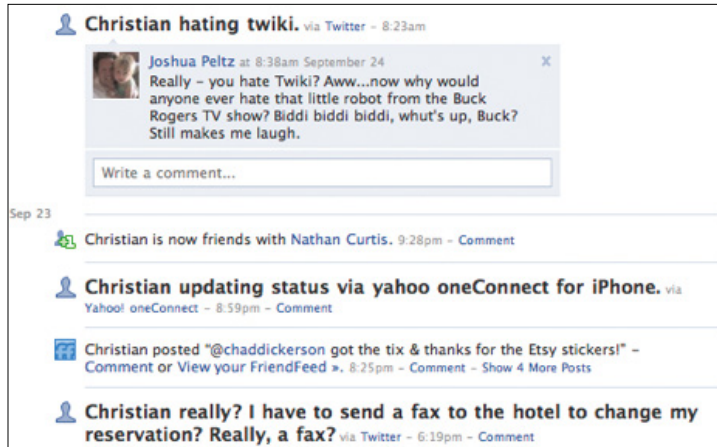 Christian hating twiki. via Twitter – 8:23am
Joshua Peltz at 8:38am September 24 x
Really – you hate Twiki? Aww...now why would
anyone ever hate that little robot from the Buck
Rogers TV show? Biddi biddi biddi, whut's up, Buck?
Still makes me laugh.
Write a comment...
Sep 23
Christian is now friends with Nathan Curtis. 9:28pm – Comment
Christian updating status via yahoo oneConnect for iPhone. via
Yahoo! oneConnect – 8:59pm – Comment
ff Christian posted "@chaddickerson got the tix & thanks for the Etsy stickers!" –
Comment or View your FriendFeed ». 8:25pm – Comment – Show 4 More Posts
Christian really? I have to send a fax to the hotel to change my
reservation? Really, a fax? via Twitter – 6:19pm – Comment